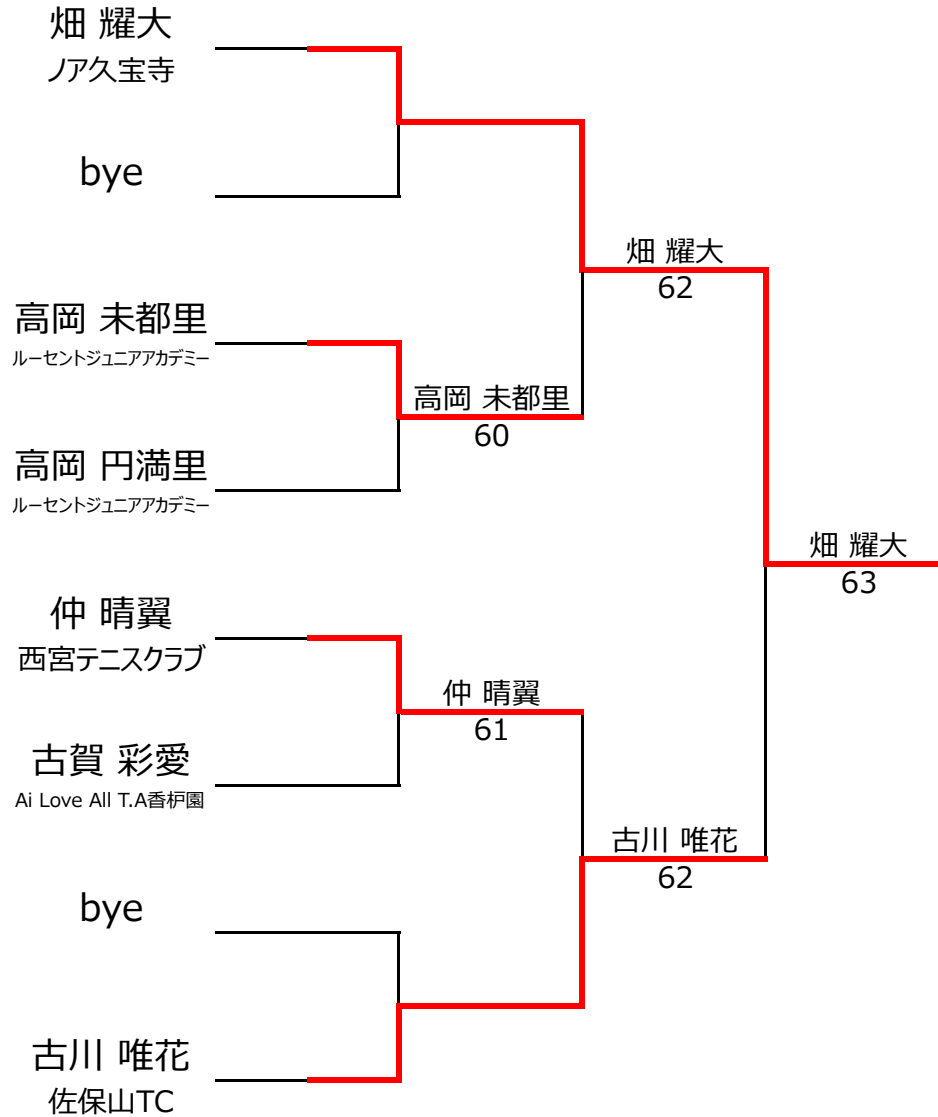 畑 耀大
ノア久宝寺
bye
高岡 未都里
ルーセントジュニアアカデミー
高岡 円満里
ルーセントジュニアアカデミー
仲 晴翼
西宮テニスクラブ
古賀 彩愛
Ai Love All T.A香枦園
bye
古川 唯花
佐保山TC
高岡 未都里
60
仲 晴翼
61
畑 耀大
62
古川 唯花
62
畑 耀大
63